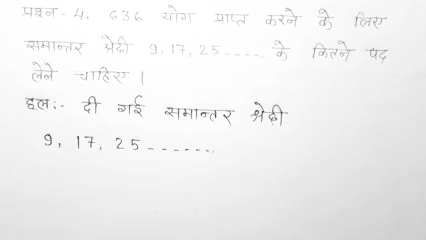 प्रश्न-4. 636 योग प्राप्त करने के लिए
समान्तर श्रेढी 9, 17, 25..... के कितने पद
लेने चाहिए।
हलः- दी गई समान्तर श्रेढी
9, 17, 25 -------